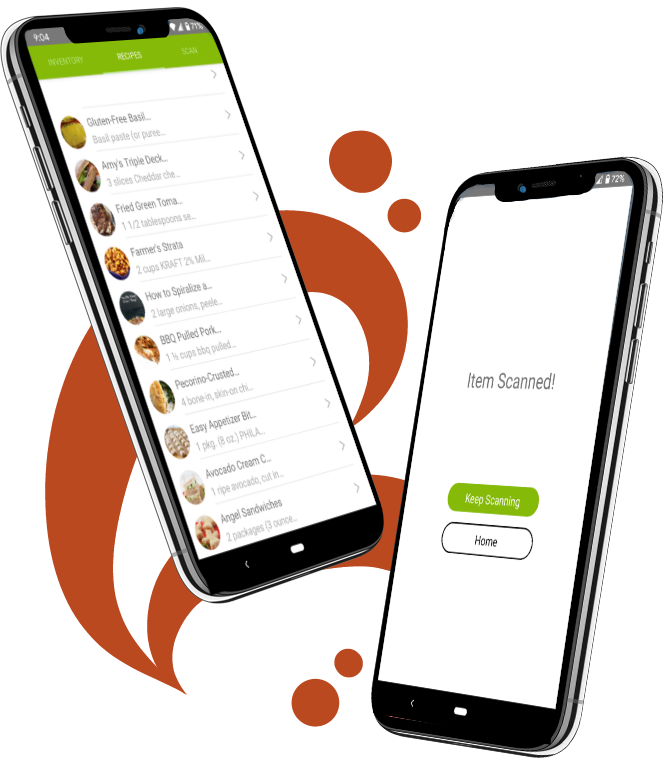 9:04
71%
INVENTORY
RECIPES
SCAN
Gluten-Free Basil...
Basil paste (or puree...
Amy's Triple Deck...
3 slices Cheddar che...
Fried Green Toma...
1 1/2 tablespoons se...
Farmer's Strata
2 cups KRAFT 2% Mil...
How to Spiralize a...
2 large onions, peele...
BBQ Pulled Pork...
1 ½ cups bbq pulled...
Pecorino-Crusted...
4 bone-in, skin-on chi...
Easy Appetizer Bit...
1 pkg. (8 oz.) PHILA...
Avocado Cream C...
1 ripe avocado, cut in...
Angel Sandwiches
2 packages (3 ounce...
72%
Item Scanned!
Keep Scanning
Home